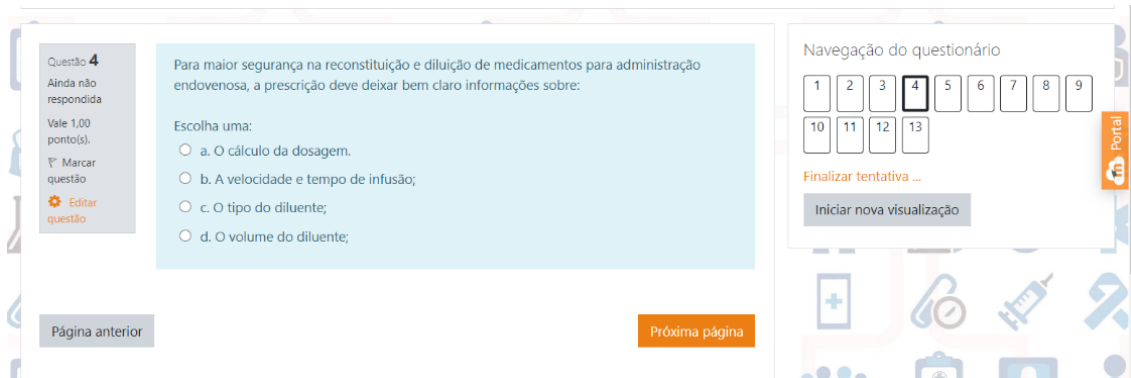 Questão 4
Ainda não
respondida
Vale 1,00
ponto(s).
Marcar
questão
Editar
questão
Para maior segurança na reconstituição e diluição de medicamentos para administração
endovenosa, a prescrição deve deixar bem claro informações sobre:
Escolha uma:
a. O cálculo da dosagem.
b. A velocidade e tempo de infusão;
c. O tipo do diluente;
d. O volume do diluente;
Página anterior
Próxima página
Navegação do questionário
1 2 3 4 5 6 7 8 9
10 11 12 13
Finalizar tentativa ...
Iniciar nova visualização
Portal